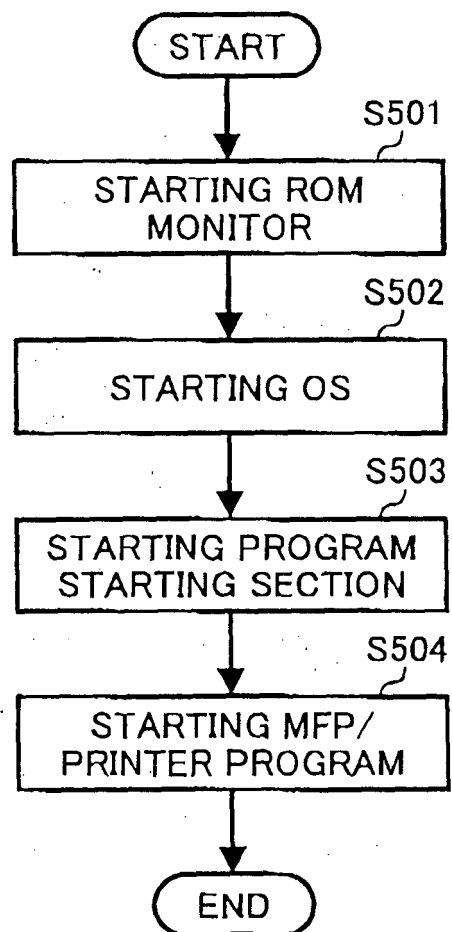 START
S501
STARTING ROM
MONITOR
S502
STARTING OS
S503
STARTING PROGRAM
STARTING SECTION
S504
STARTING MFP/
PRINTER PROGRAM
END